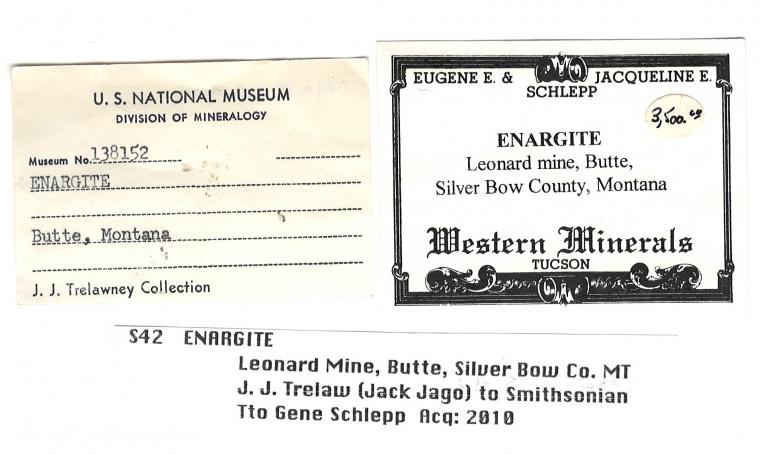 U. S. NATIONAL MUSEUM
DIVISION OF MINERALOGY
Museum No. 138152
ENARGITE
Butte, Montana
J. J. Trelawney Collection
EUGENE E. & JACQUELINE E.
SCHLEPP
3,500.00
ENARGITE
Leonard mine, Butte,
Silver Bow County, Montana
Western Minerals
TUCSON
S42 ENARGITE
Leonard Mine, Butte, Silver Bow Co. MT
J. J. Trelaw (Jack Jago) to Smithsonian
Tto Gene Schlepp Acq: 2010